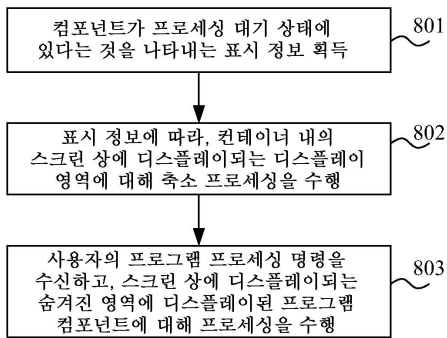 컴포넌트가 프로세싱 대기 상태에
있다는 것을 나타내는 표시 정보 획득
801
표시 정보에 따라, 컨테이너 내의
스크린 상에 디스플레이되는 디스플레이
영역에 대해 축소 프로세싱을 수행
802
사용자의 프로그램 프로세싱 명령을
수신하고, 스크린 상에 디스플레이되는
숨겨진 영역에 디스플레이된 프로그램
컴포넌트에 대해 프로세싱을 수행
803